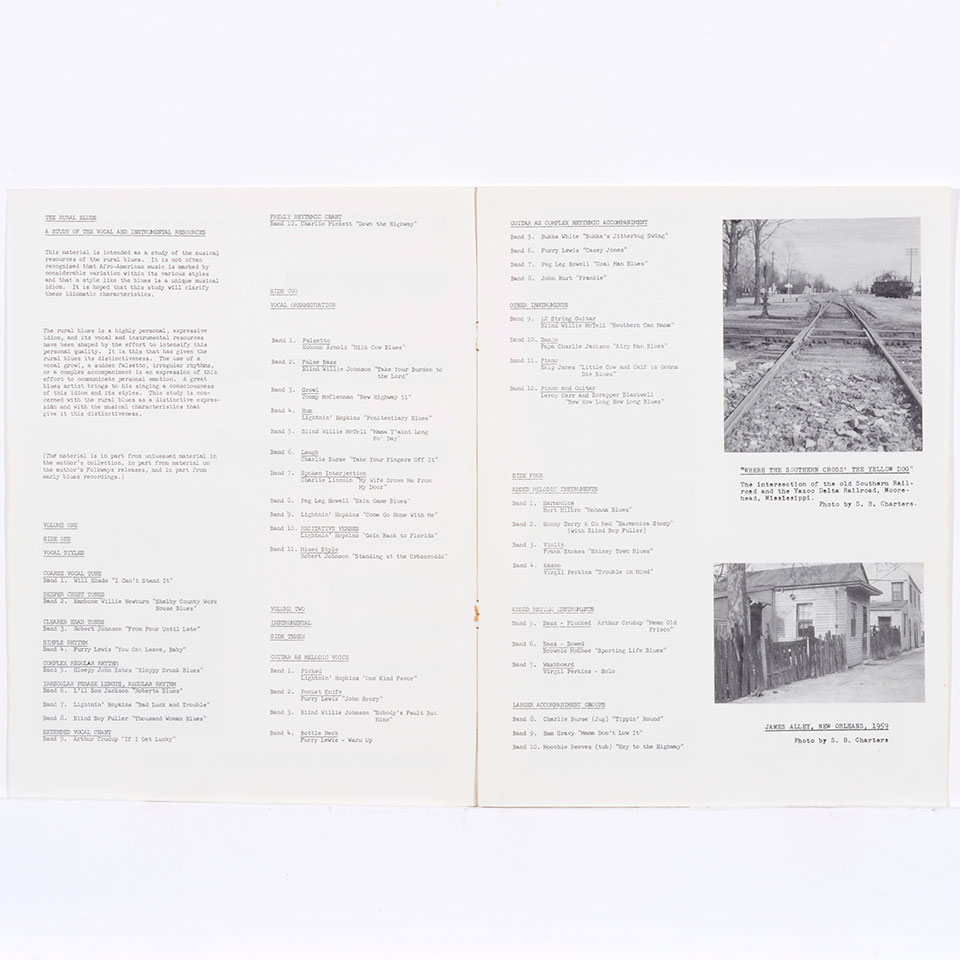 THE RURAL BLUES
A STUDY OF THE VOCAL AND INSTRUMENTAL RESOURCES
This material is intended as a study of the musical
resources of the rural blues. It is not often
recognized that Afro-American music is marked by
considerable variation within its various styles
and that a style like the blues is a unique musical
idiom. It is hoped that this study will clarify
these idiomatic characteristics.
The rural blues is a highly personal, expressive
idiom, and its vocal and instrumental resources
have been shaped by the effort to intensify this
personal quality. It is this that has given the
rural blues its distinctiveness. The use of a
vocal growl, a sudden falsetto, irregular rhythms,
or a complex accompaniment is an expression of this
effort to communicate personal emotion. A great
blues artist brings to his singing a consciousness
of this idiom and its styles. This study is con-
cerned with the rural blues as a distinctive expres-
sion and with the musical characteristics that
give it this distinctiveness.
(The material is in part from unissued material in
the author's collection, in part from material on
the author's Folkways releases, and in part from
early blues recordings.)
VOLUME ONE
SIDE ONE
VOCAL STYLES
COARSE VOCAL TONE
Band 1. Will Shade "I Can't Stand It"
DEEPER CHEST TONES
Band 2. Hambone Willie Newburn "Shelby County Work
House Blues"
CLEARER HEAD TONES
Band 3. Robert Johnson "From Four Until Late"
SIMPLE RHYTHM
Band 4. Furry Lewis "You Can Leave, Baby"
COMPLEX REGULAR RHYTHM
Band 5. Sleepy John Estes "Sloppy Drunk Blues"
IRREGULAR PHRASE LENGTH, REGULAR RHYTHM
Band 6. L'il Son Jackson "Roberta Blues"
Band 7. Lightnin' Hopkins "Bad Luck and Trouble"
Band 8. Blind Boy Fuller "Thousand Woman Blues"
EXTENDED VOCAL CHANT
Band 9. Arthur Crudup "If I Get Lucky"
FREELY RHYTHMIC CHANT
Band 10. Charlie Pickett "Down the Highway"
SIDE TWO
VOCAL ORNAMENTATION
Band 1. Falsetto
Kokomo Arnold "Milk Cow Blues"
Band 2. False Bass
Blind Willie Johnson "Take Your Burden to
the Lord"
Band 3. Growl
Tommy McClennan "New Highway 51"
Band 4. Hum
Lightnin' Hopkins "Penitentiary Blues"
Band 5. Blind Willie McTell "Mama T'aint Long
Fo' Day"
Band 6. Laugh
Charlie Burse "Take Your Fingers Off It"
Band 7. Spoken Interjection
Charlie Lincoln "My Wife Drove Me From
My Door"
Band 8. Peg Leg Howell "Skin Game Blues"
Band 9. Lightnin' Hopkins "Come Go Home With Me"
Band 10. RECITATIVE VERSES
Lightnin' Hopkins "Goin Back to Florida"
Band 11. Mixed Style
Robert Johnson "Standing at the Crossroads"
VOLUME TWO
INSTRUMENTAL
SIDE THREE
GUITAR AS MELODIC VOICE
Band 1. Picked
Lightnin' Hopkins "One Kind Favor"
Band 2. Pocket Knife
Furry Lewis "John Henry"
Band 3. Blind Willie Johnson "Nobody's Fault But
Mine"
Band 4. Bottle Neck
Furry Lewis - Warm Up
GUITAR AS COMPLEX RHYTHMIC ACCOMPANIMENT
Band 5. Bukka White "Bukka's Jitterbug Swing"
Band 6. Furry Lewis "Casey Jones"
Band 7. Peg Leg Howell "Coal Man Blues"
Band 8. John Hurt "Frankie"
OTHER INSTRUMENTS
Band 9. 12 String Guitar
Blind Willie McTell "Southern Can Mama"
Band 10. Banjo
Papa Charlie Jackson "Airy Man Blues"
Band 11. Piano
Skip James "Little Cow and Calf is Gonna
Die Blues"
Band 12. Piano and Guitar
Leroy Carr and Scrapper Blackwell
"New How Long How Long Blues"
SIDE FOUR
ADDED MELODIC INSTRUMENTS
Band 1. Harmonica
Bert Bilbro "Mohana Blues"
Band 2. Sonny Terry & Oh Red "Harmonica Stomp"
(with Blind Boy Fuller)
Band 3. Violin
Frank Stokes "Shiney Town Blues"
Band 4. Kazoo
Virgil Perkins "Trouble in Mind"
ADDED RHYTHM INSTRUMENTS
Band 5. Bass - Plucked Arthur Crudup "Mean Old
Frisco"
Band 6. Bass - Bowed
Brownie McGhee "Sporting Life Blues"
Band 7. Washboard
Virgil Perkins - Solo
LARGER ACCOMPANIMENT GROUPS
Band 8. Charlie Burse (Jug) "Tippin' Round"
Band 9. Ham Gravy "Mama Don't Low It"
Band 10. Moochie Reeves (tub) "Key to the Highway"
"WHERE THE SOUTHERN CROSS' THE YELLOW DOG"
The intersection of the old Southern Rail-
road and the Yazoo Delta Railroad, Moore-
head, Mississippi.
Photo by S. B. Charters.
JAMES ALLEY, NEW ORLEANS, 1959
Photo by S. B. Charters